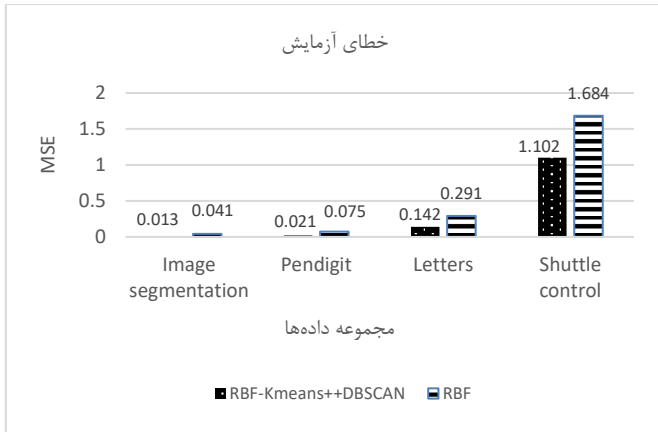 خطای آزمایش
MSE
2
1.5
1
0.5
0
0.013
0.041
0.021
0.075
0.142
0.291
1.102
1.684
Image segmentation
Pendigit
Letters
Shuttle control
مجموعه داده‌ها
RBF-Kmeans++DBSCAN
RBF